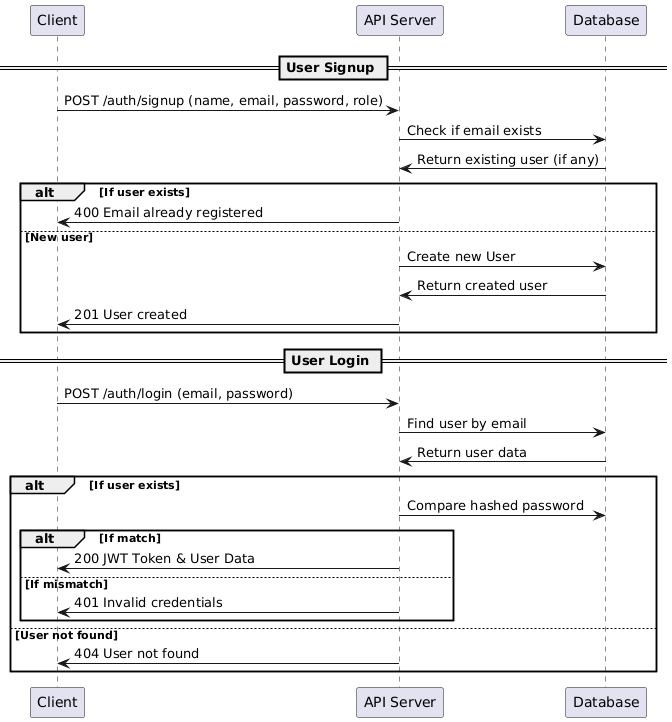 Client API Server Database
User Signup
POST /auth/signup (name, email, password, role)
Check if email exists
Return existing user (if any)
alt [If user exists]
400 Email already registered
[New user]
Create new User
Return created user
201 User created
User Login
POST /auth/login (email, password)
Find user by email
Return user data
alt [If user exists]
Compare hashed password
alt [If match]
200 JWT Token & User Data
[If mismatch]
401 Invalid credentials
[User not found]
404 User not found
Client API Server Database